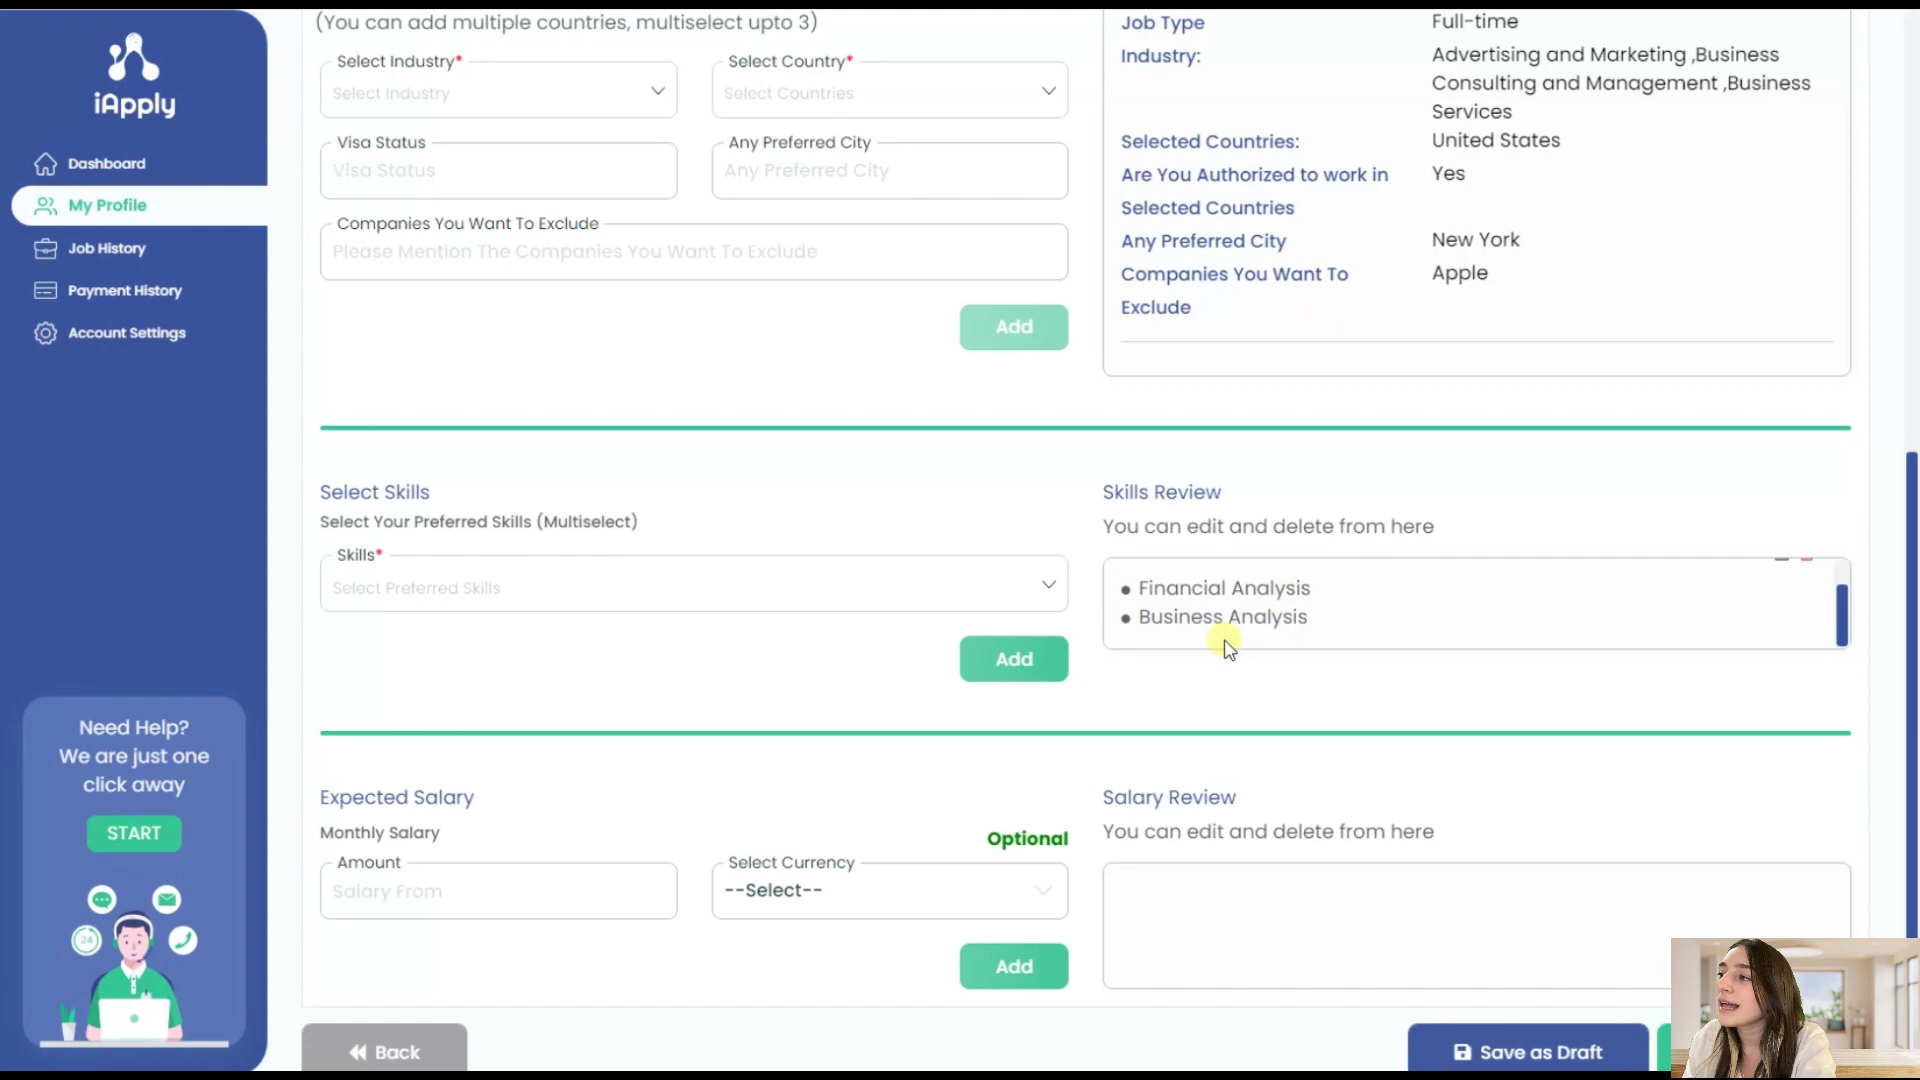 iApply
Dashboard
My Profile
Job History
Payment History
Account Settings
Need Help?
We are just one
click away
START
24
(You can add multiple countries, multiselect upto 3)
Select Industry*
Select Industry
Select Country*
Select Countries
Visa Status
Visa Status
Any Preferred City
Any Preferred City
Companies You Want To Exclude
Please Mention The Companies You Want To Exclude
Add
Job Type Full-time
Industry: Advertising and Marketing ,Business
Consulting and Management ,Business
Services
Selected Countries: United States
Are You Authorized to work in Yes
Selected Countries
Any Preferred City New York
Companies You Want To Apple
Exclude
Select Skills
Select Your Preferred Skills (Multiselect)
Skills*
Select Preferred Skills
Add
Skills Review
You can edit and delete from here
Financial Analysis
Business Analysis
Expected Salary
Monthly Salary
Optional
Amount
Salary From
Select Currency
--Select--
Add
Salary Review
You can edit and delete from here
Back
Save as Draft